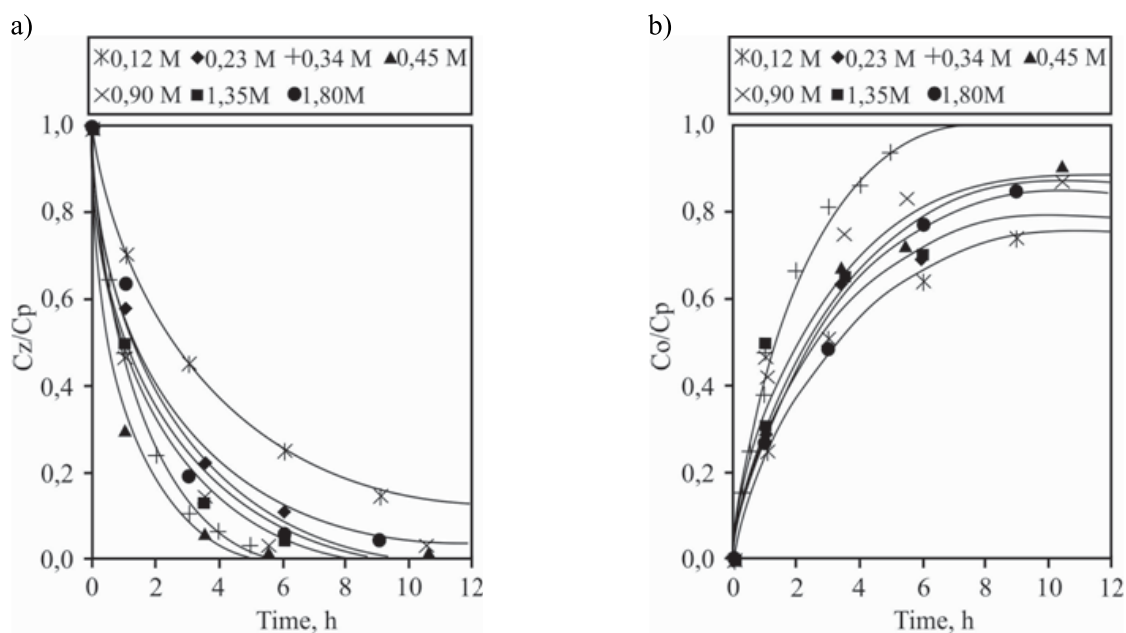 a)
0,12 M 0,23 M 0,34 M 0,45 M
0,90 M 1,35M 1,80M
1,0
0,8
0,6
0,4
0,2
0,0
Cz/Cp
0 2 4 6 8 10 12
Time, h
b)
0,12 M 0,23 M 0,34 M 0,45 M
0,90 M 1,35M 1,80M
1,0
0,8
0,6
0,4
0,2
0,0
Co/Cp
0 2 4 6 8 10 12
Time, h